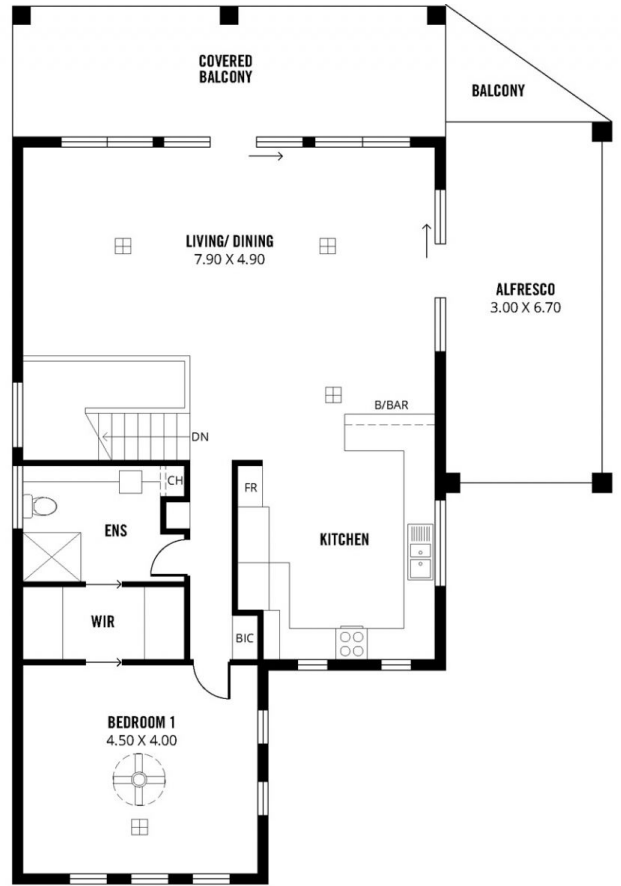 COVERED
BALCONY
BALCONY
LIVING/ DINING
7.90 X 4.90
ALFRESCO
3.00 X 6.70
B/BAR
DN
CH
FR
ENS
KITCHEN
WIR
BIC
BEDROOM 1
4.50 X 4.00